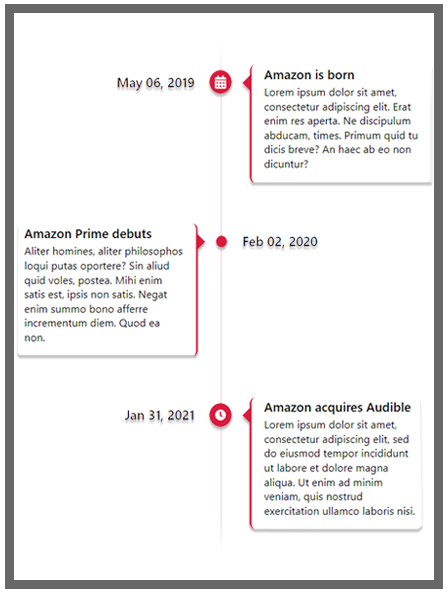 May 06, 2019
Amazon is born
Lorem ipsum dolor sit amet,
consectetur adipiscing elit. Erat
enim res aperta. Ne discipulum
abducam, times. Primum quid tu
dicis breve? An haec ab eo non
dicuntur?
Amazon Prime debuts
Aliter homines, aliter philosophos
loqui putas oportere? Sin aliud
quid voles, postea. Mihi enim
satis est, ipsis non satis. Negat
enim summo bono afferre
incrementum diem. Quod ea
non.
Feb 02, 2020
Jan 31, 2021
Amazon acquires Audible
Lorem ipsum dolor sit amet,
consectetur adipiscing elit, sed
do eiusmod tempor incididunt
ut labore et dolore magna
aliqua. Ut enim ad minim
veniam, quis nostrud
exercitation ullamco laboris nisi.